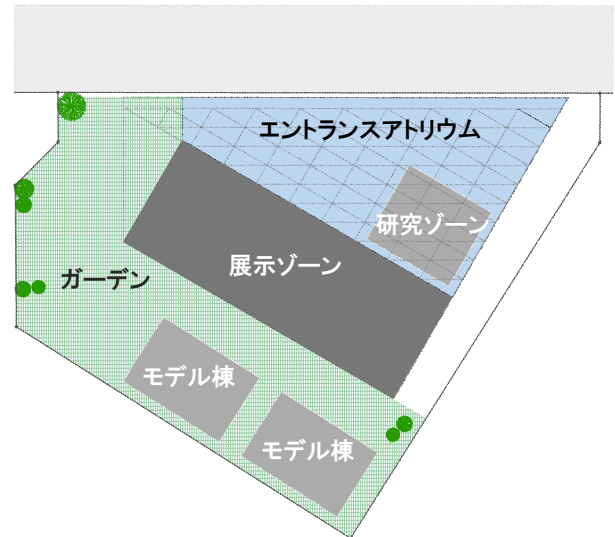 エントランスアトリウム
研究ゾーン
展示ゾーン
ガーデン
モデル棟
モデル棟